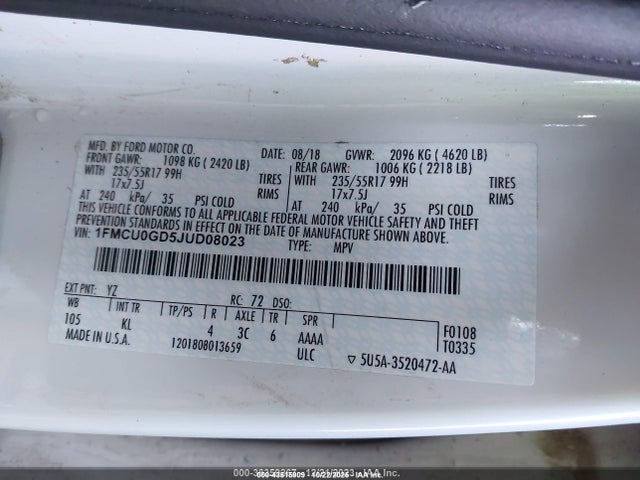 MFD. BY FORD MOTOR CO. DATE: 08/18 GVWR: 2096 KG ( 4620 LB)
FRONT GAWR: 1098 KG ( 2420 LB) REAR GAWR: 1006 KG ( 2218 LB)
WITH 235/55R17 99H TIRES WITH 235/55R17 99H TIRES
17x7.5J RIMS 17x7.5J RIMS
AT 240 kPa/ 35 PSI COLD AT 240 kPa/ 35 PSI COLD
THIS VEHICLE CONFORMS TO ALL APPLICABLE FEDERAL MOTOR VEHICLE SAFETY AND THEFT
PREVENTION STANDARDS IN EFFECT ON THE DATE OF MANUFACTURE SHOWN ABOVE.
VIN: 1FMCU0GD5JUD08023 TYPE: MPV
EXT PNT: YZ RC: 72 DSO:
WB INT TR TP/PS R AXLE TR SPR F0108
105 KL 4 3C 6 AAAA T0335
MADE IN U.S.A. 1201808013659 ULC ▽ 5U5A-3520472-AA
10/22/2025 IAA Inc.